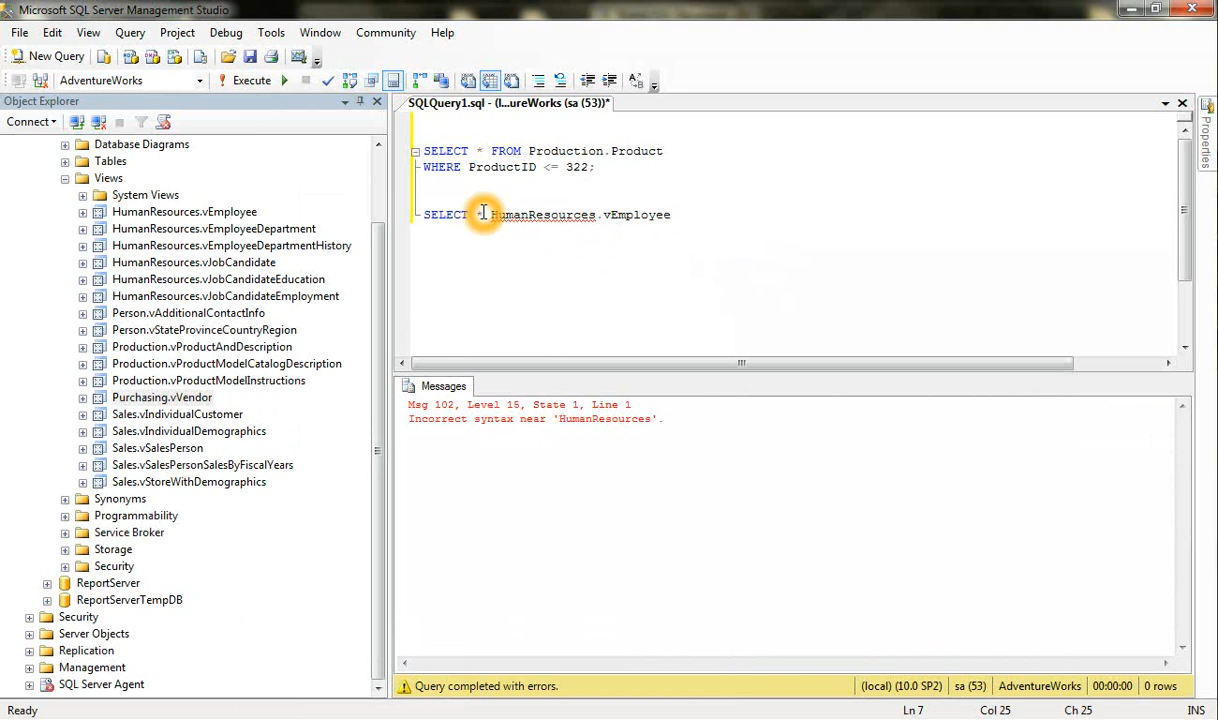 Microsoft SQL Server Management Studio
File Edit View Query Project Debug Tools Window Community Help
New Query
AdventureWorks Execute
Object Explorer
Connect
Database Diagrams
Tables
Views
System Views
HumanResources.vEmployee
HumanResources.vEmployeeDepartment
HumanResources.vEmployeeDepartmentHistory
HumanResources.vJobCandidate
HumanResources.vJobCandidateEducation
HumanResources.vJobCandidateEmployment
Person.vAdditionalContactInfo
Person.vStateProvinceCountryRegion
Production.vProductAndDescription
Production.vProductModelCatalogDescription
Production.vProductModelInstructions
Purchasing.vVendor
Sales.vIndividualCustomer
Sales.vIndividualDemographics
Sales.vSalesPerson
Sales.vSalesPersonSalesByFiscalYears
Sales.vStoreWithDemographics
Synonyms
Programmability
Service Broker
Storage
Security
ReportServer
ReportServerTempDB
Security
Server Objects
Replication
Management
SQL Server Agent
SQLQuery1.sql - (l...ureWorks (sa (53))*
SELECT * FROM Production.Product
WHERE ProductID <= 322;
SELECT * HumanResources.vEmployee
Messages
Msg 102, Level 15, State 1, Line 1
Incorrect syntax near 'HumanResources'.
Query completed with errors. (local) (10.0 SP2) sa (53) AdventureWorks 00:00:00 0 rows
Properties
Ready Ln 7 Col 25 Ch 25 INS